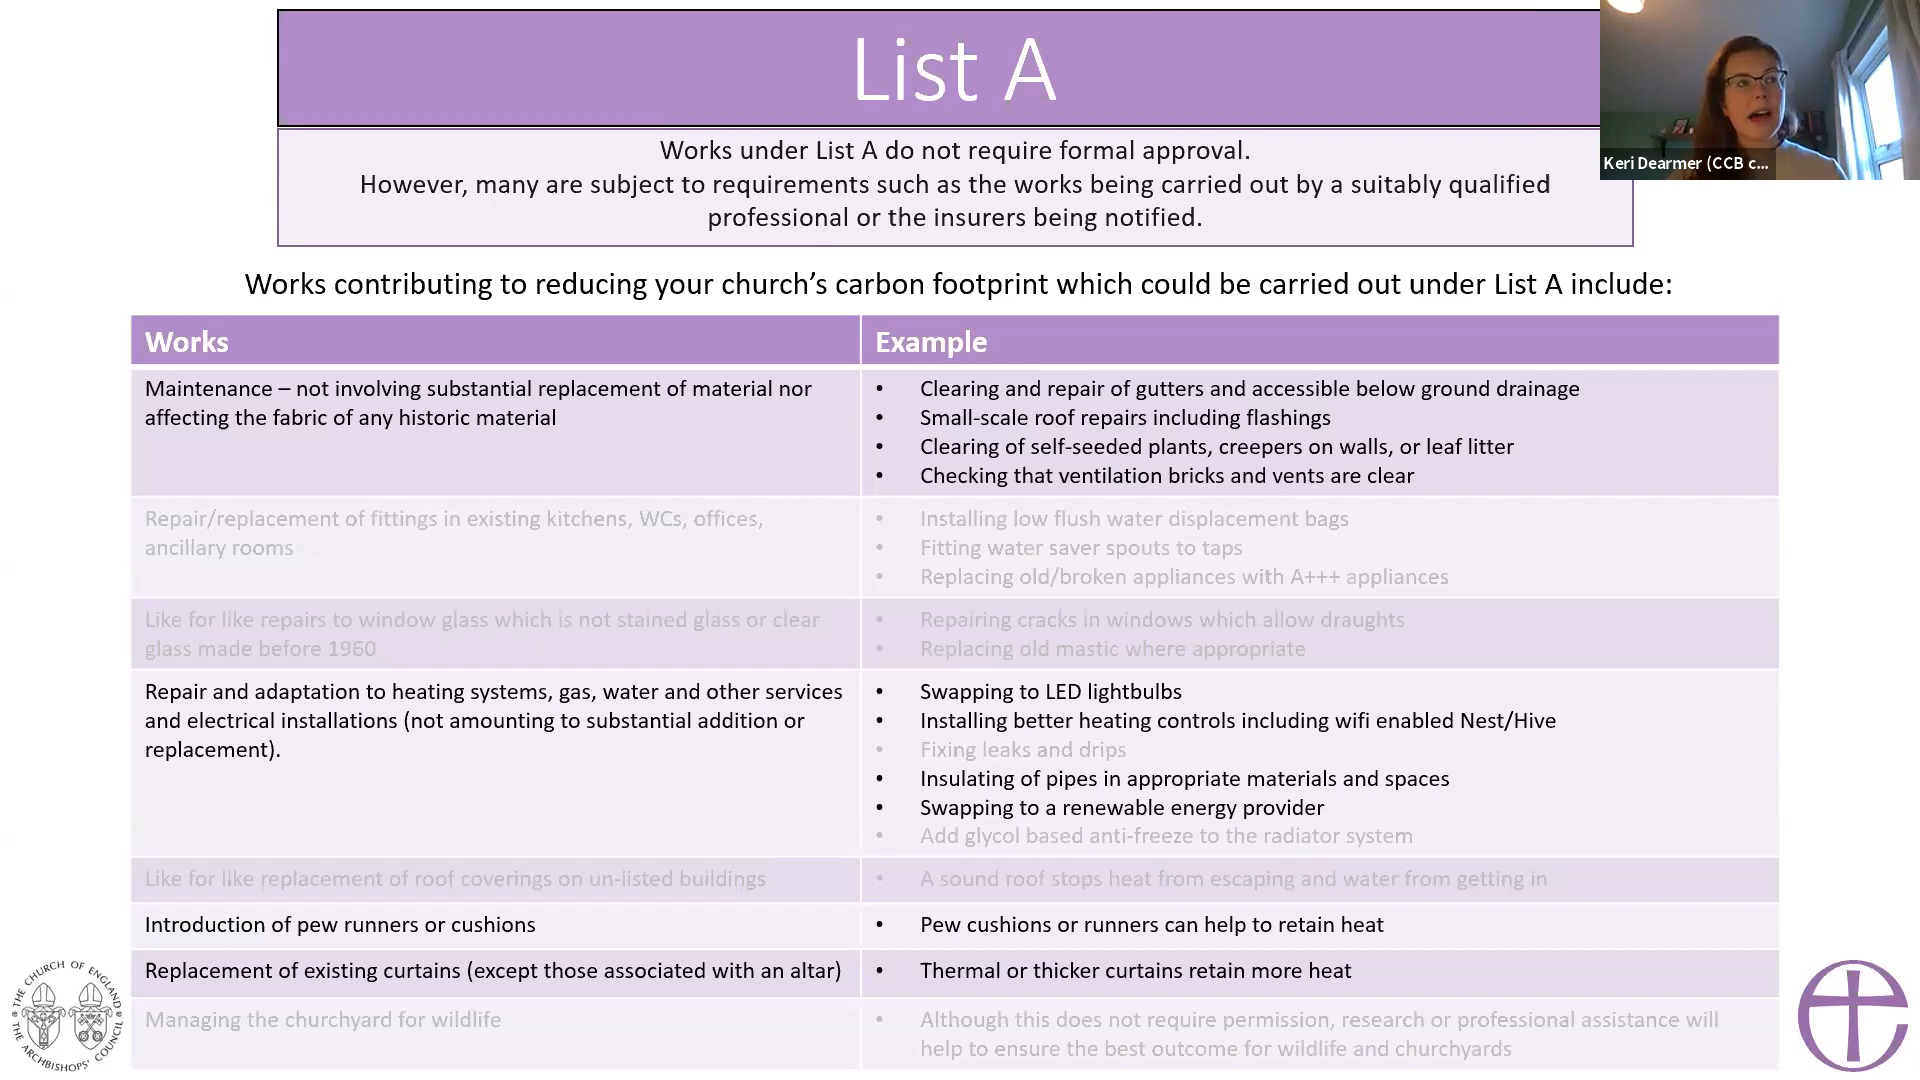 List A
Keri Dearmer (CCB c...
Works under List A do not require formal approval.
However, many are subject to requirements such as the works being carried out by a suitably qualified
professional or the insurers being notified.
Works contributing to reducing your church’s carbon footprint which could be carried out under List A include:
Works
Example
Maintenance – not involving substantial replacement of material nor
affecting the fabric of any historic material
• Clearing and repair of gutters and accessible below ground drainage
• Small-scale roof repairs including flashings
• Clearing of self-seeded plants, creepers on walls, or leaf litter
• Checking that ventilation bricks and vents are clear
Repair/replacement of fittings in existing kitchens, WCs, offices,
ancillary rooms
• Installing low flush water displacement bags
• Fitting water saver spouts to taps
• Replacing old/broken appliances with A+++ appliances
Like for like repairs to window glass which is not stained glass or clear
glass made before 1960
• Repairing cracks in windows which allow draughts
• Replacing old mastic where appropriate
Repair and adaptation to heating systems, gas, water and other services
and electrical installations (not amounting to substantial addition or
replacement).
• Swapping to LED lightbulbs
• Installing better heating controls including wifi enabled Nest/Hive
• Fixing leaks and drips
• Insulating of pipes in appropriate materials and spaces
• Swapping to a renewable energy provider
• Add glycol based anti-freeze to the radiator system
Like for like replacement of roof coverings on un-listed buildings
• A sound roof stops heat from escaping and water from getting in
Introduction of pew runners or cushions
• Pew cushions or runners can help to retain heat
Replacement of existing curtains (except those associated with an altar)
• Thermal or thicker curtains retain more heat
Managing the churchyard for wildlife
• Although this does not require permission, research or professional assistance will
help to ensure the best outcome for wildlife and churchyards
THE CHURCH OF ENGLAND
THE ARCHBISHOPS' COUNCIL